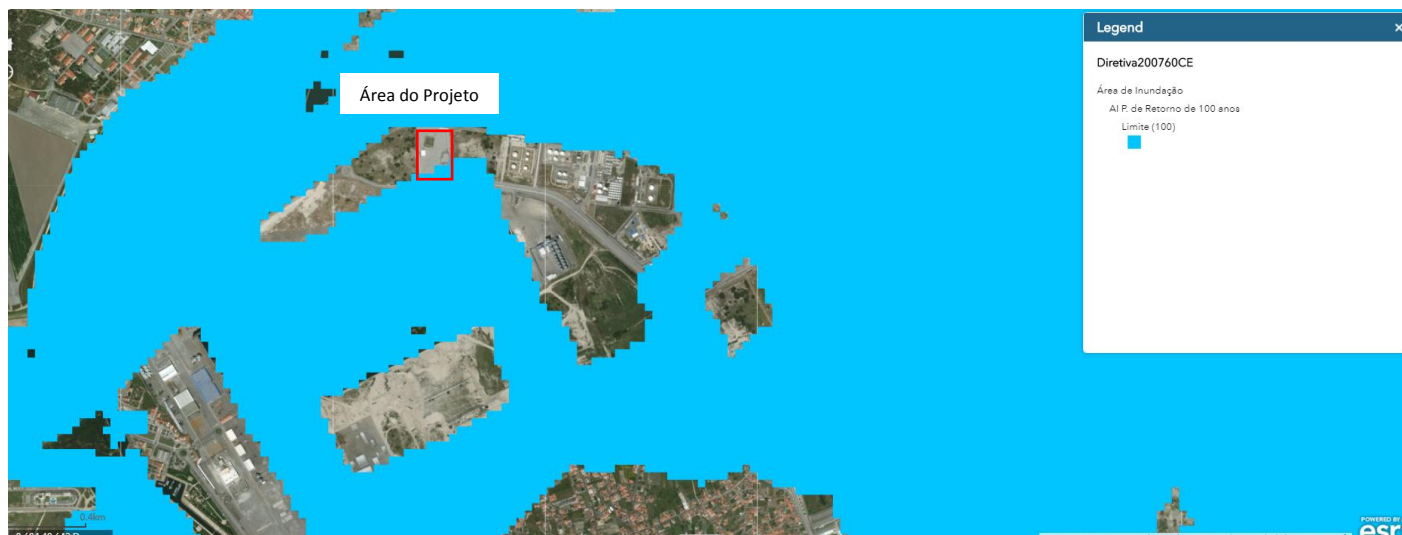 Legend
×
Diretiva200760CE
Área de Inundação
AI P. de Retorno de 100 anos
Limite (100)
Área do Projeto
0.4km
POWERED BY
esri